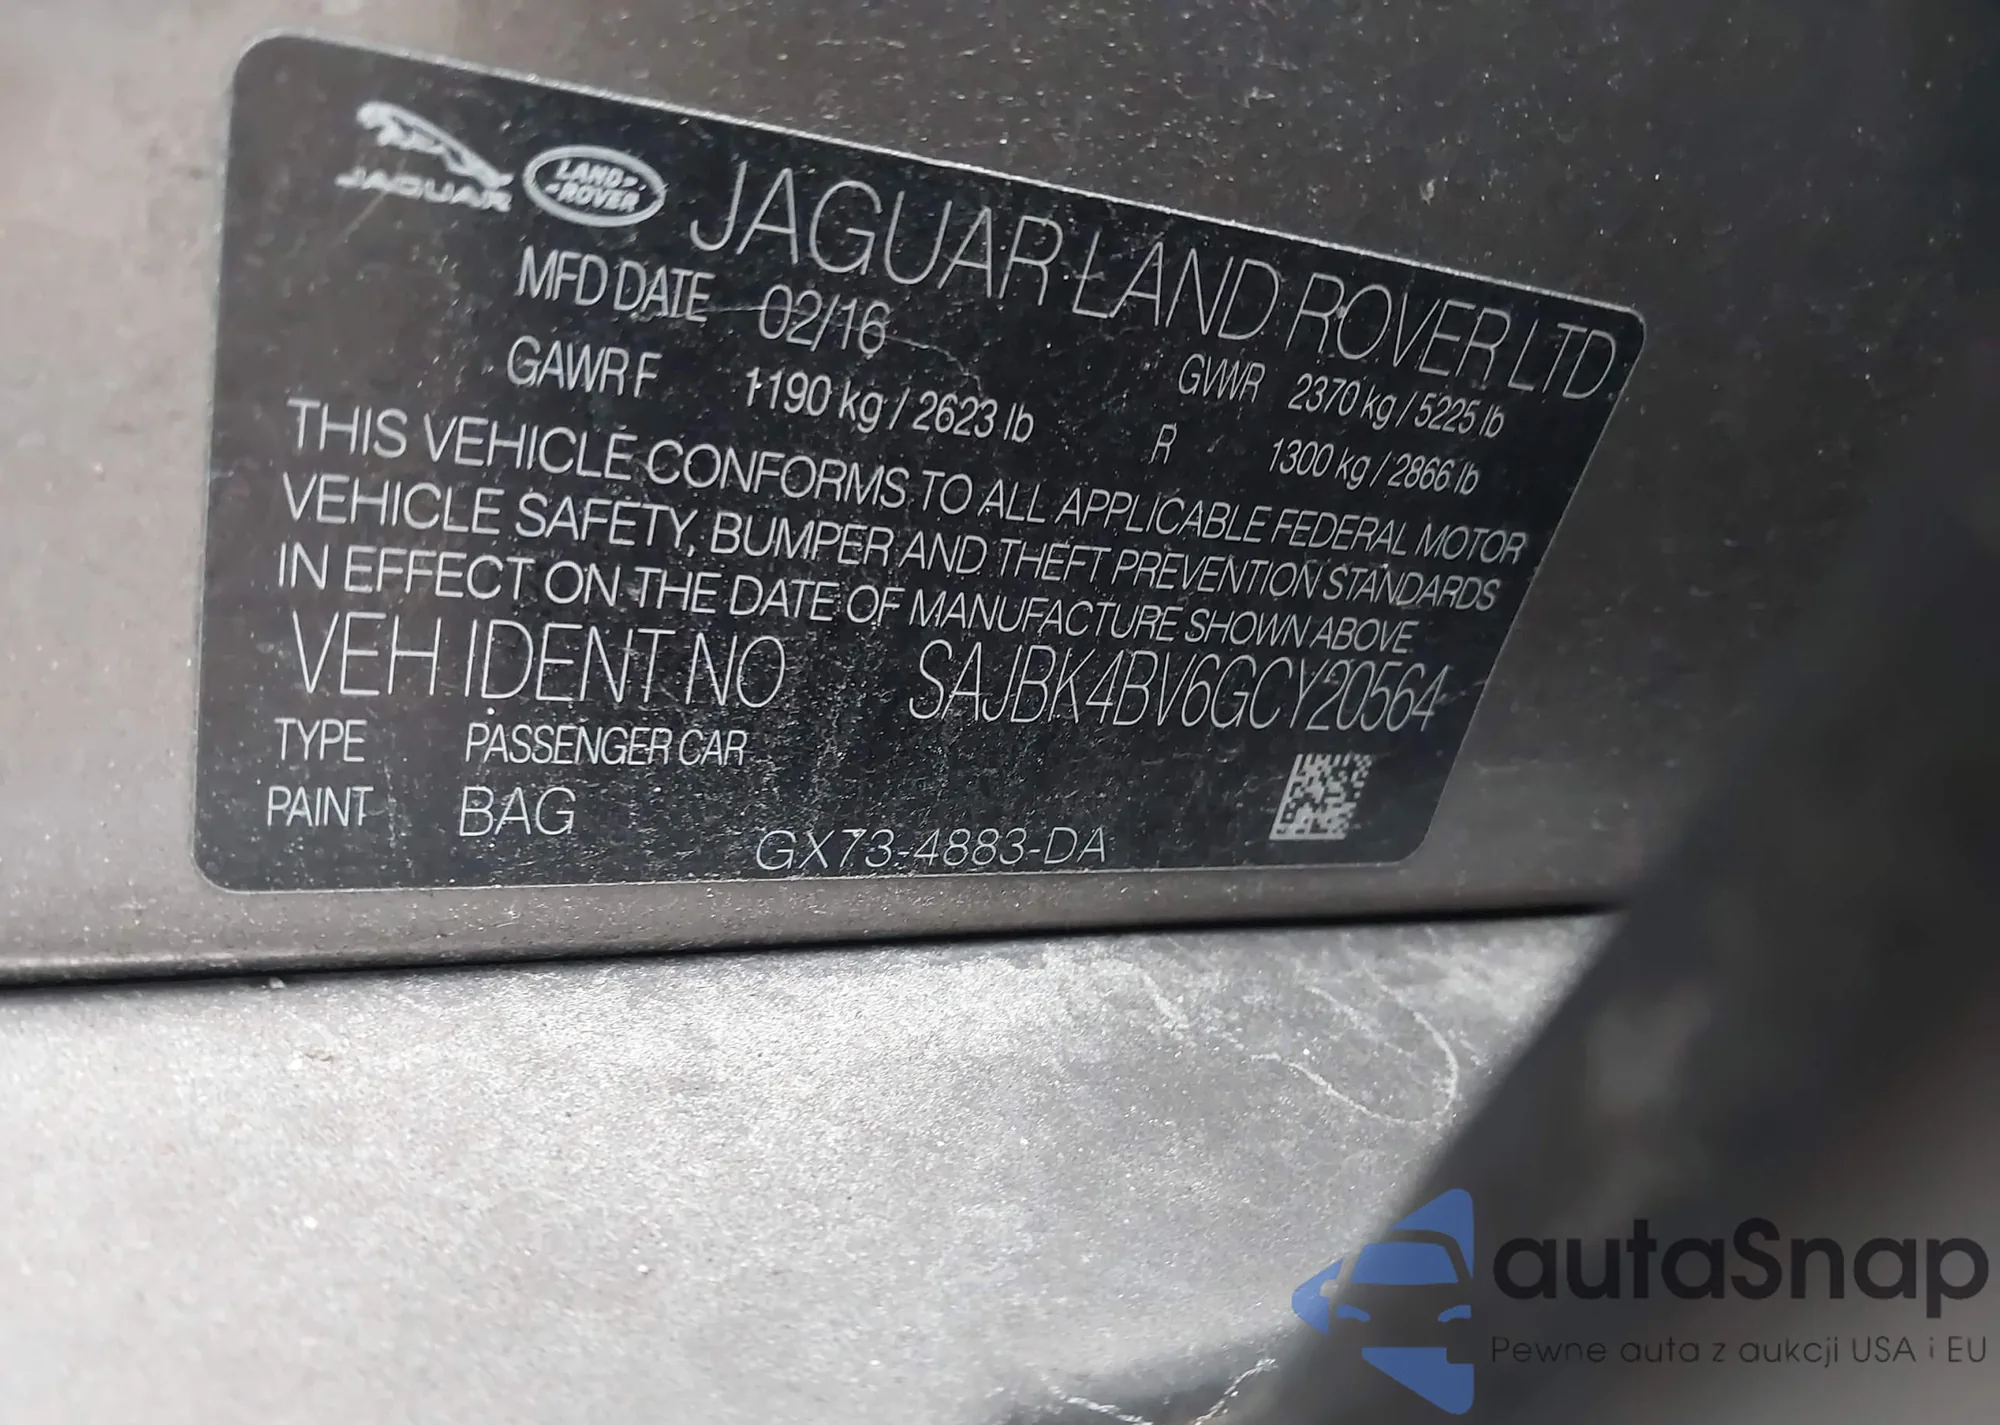 JAGUAR
LAND
ROVER
JAGUAR LAND ROVER LTD
MFD DATE 02/16 GVWR 2370 kg / 5225 lb
GAWR F 1190 kg / 2623 lb R 1300 kg / 2866 lb
THIS VEHICLE CONFORMS TO ALL APPLICABLE FEDERAL MOTOR
VEHICLE SAFETY, BUMPER AND THEFT PREVENTION STANDARDS
IN EFFECT ON THE DATE OF MANUFACTURE SHOWN ABOVE
VEH IDENT NO SAJBK4BV6GCY20564
TYPE PASSENGER CAR
PAINT BAG
GX73-4883-DA
autaSnap
Pewne auta z aukcji USA i EU